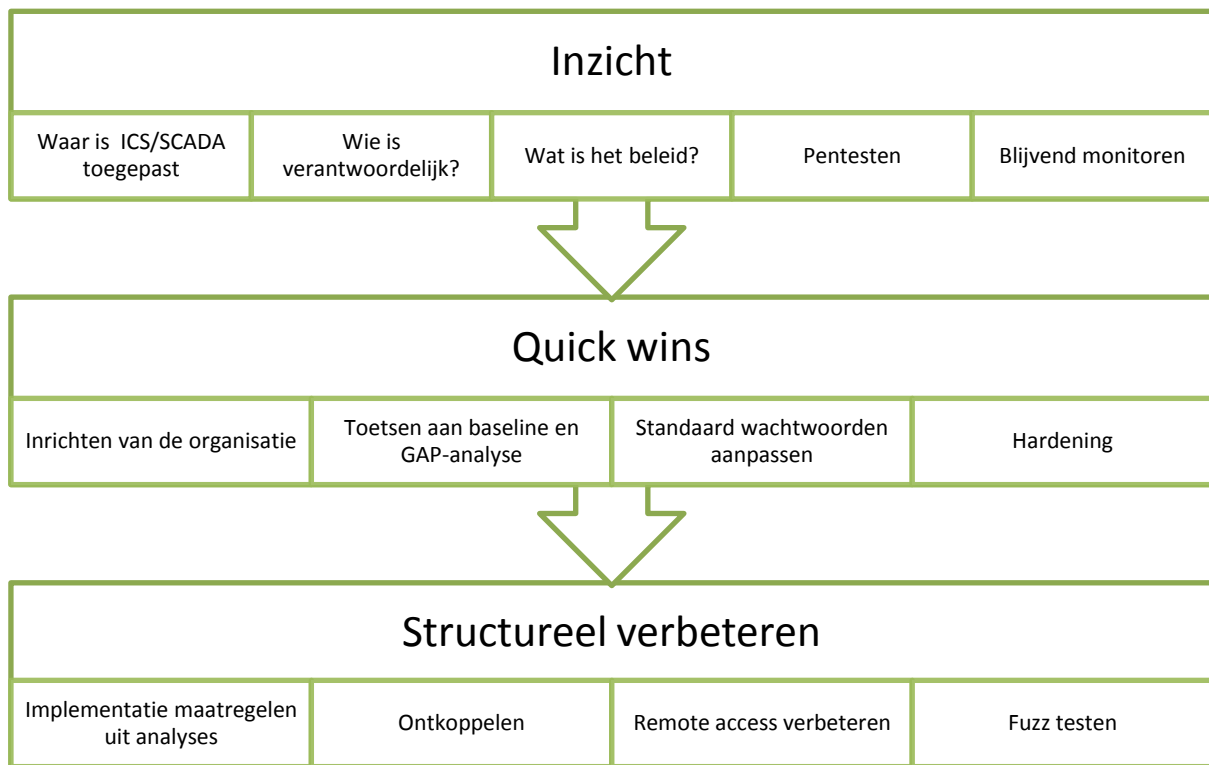 Inzicht
Waar is ICS/SCADA
toegepast
Wie is
verantwoordelijk?
Wat is het beleid?
Pentesten
Blijvend monitoren
Quick wins
Inrichten van de organisatie
Toetsen aan baseline en
GAP-analyse
Standaard wachtwoorden
aanpassen
Hardening
Structureel verbeteren
Implementatie maatregelen
uit analyses
Ontkoppelen
Remote access verbeteren
Fuzz testen